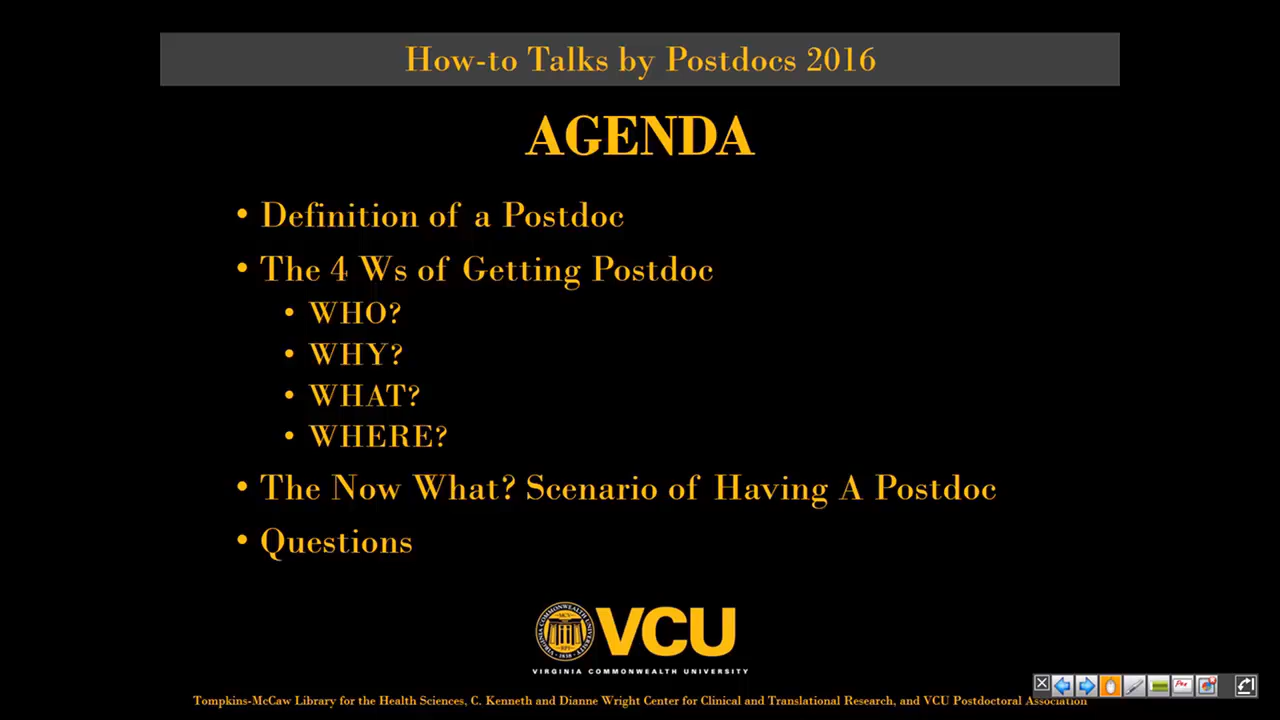 How-to Talks by Postdocs 2016
AGENDA
• Definition of a Postdoc
• The 4 Ws of Getting Postdoc
• WHO?
• WHY?
• WHAT?
• WHERE?
• The Now What? Scenario of Having A Postdoc
• Questions
VCU
VIRGINIA COMMONWEALTH UNIVERSITY
Tompkins-McCaw Library for the Health Sciences, C. Kenneth and Dianne Wright Center for Clinical and Translational Research, and VCU Postdoctoral Association